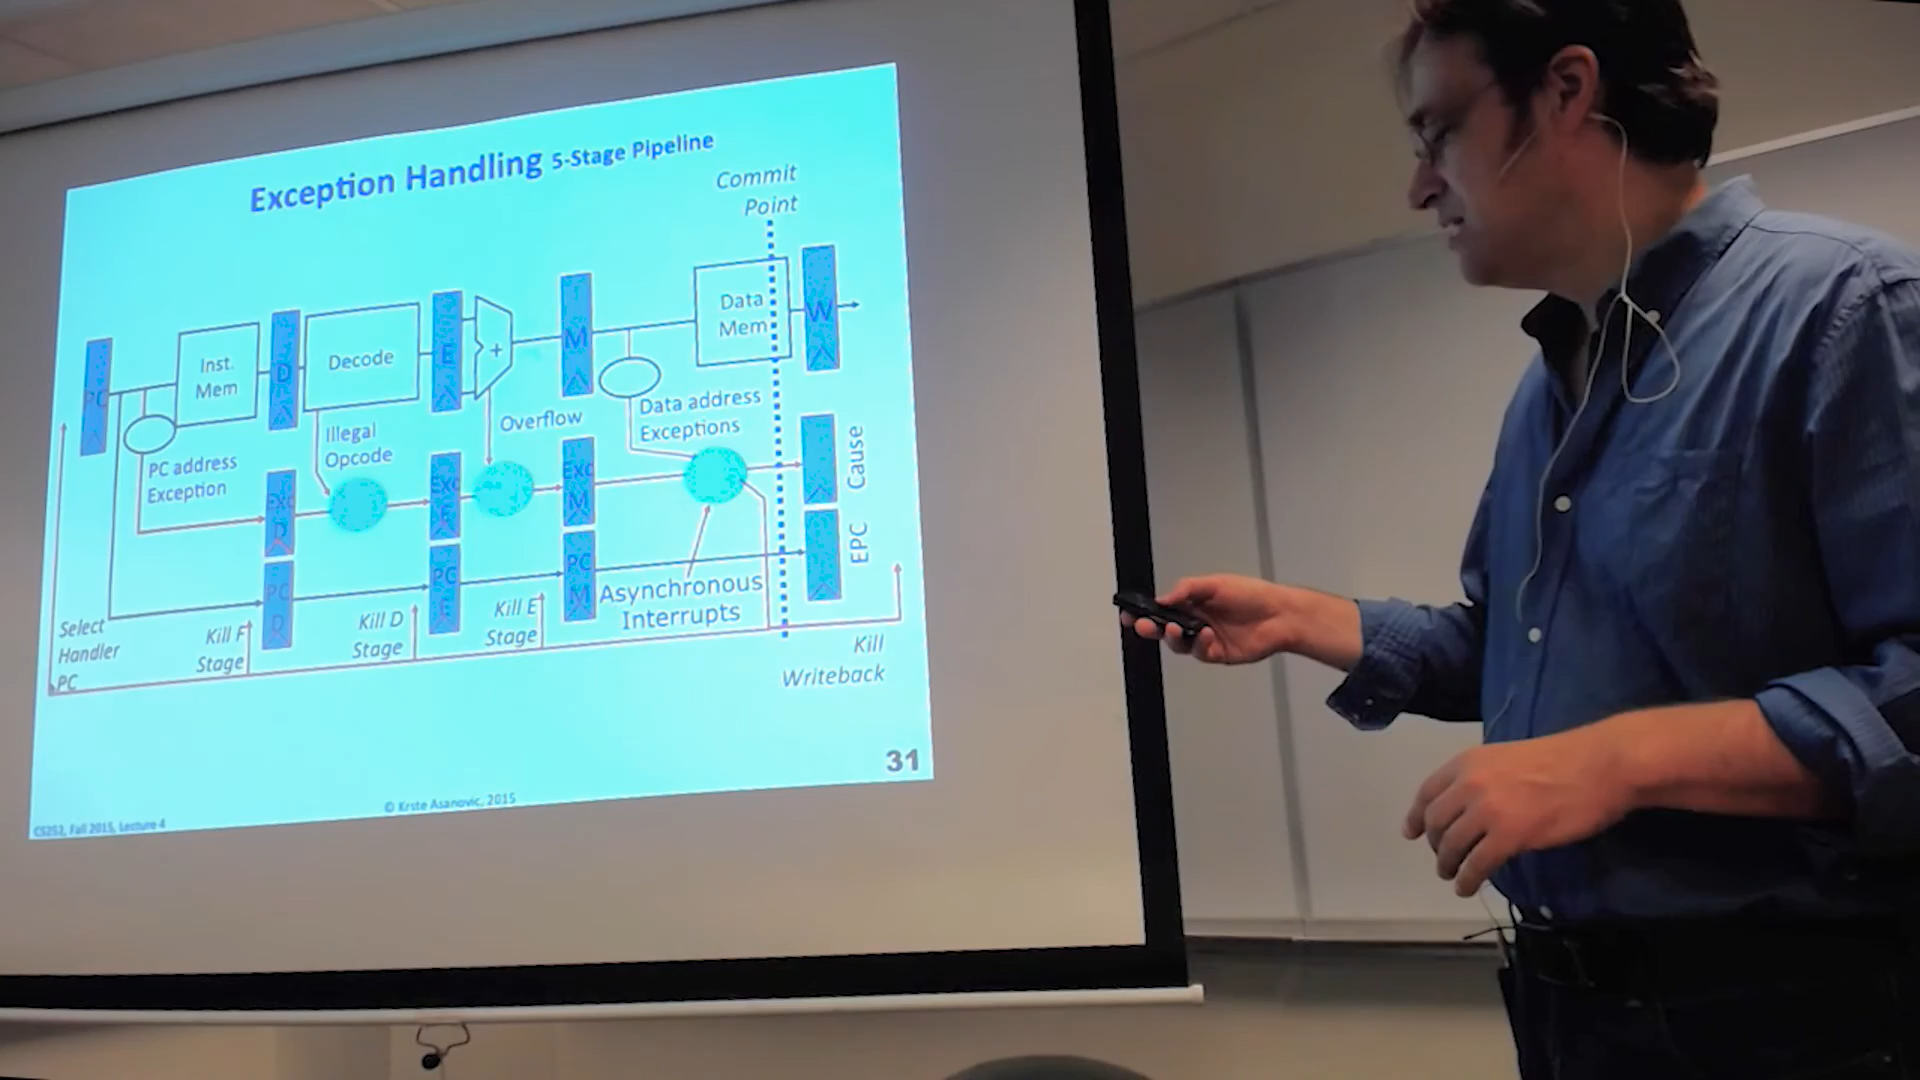 Exception Handling 5-Stage Pipeline
Commit
Point
PC
Inst.
Mem
D
Decode
E
+
M
Data
Mem
W
PC address
Exception
Illegal
Opcode
Overflow
Data address
Exceptions
Exc
D
Exc
E
Exc
M
Cause
PC
D
PC
E
PC
M
EPC
Asynchronous
Interrupts
Select
Handler
PC
Kill F
Stage
Kill D
Stage
Kill E
Stage
Kill
Writeback
31
© Krste Asanovic, 2015
CS252, Fall 2015, Lecture 4